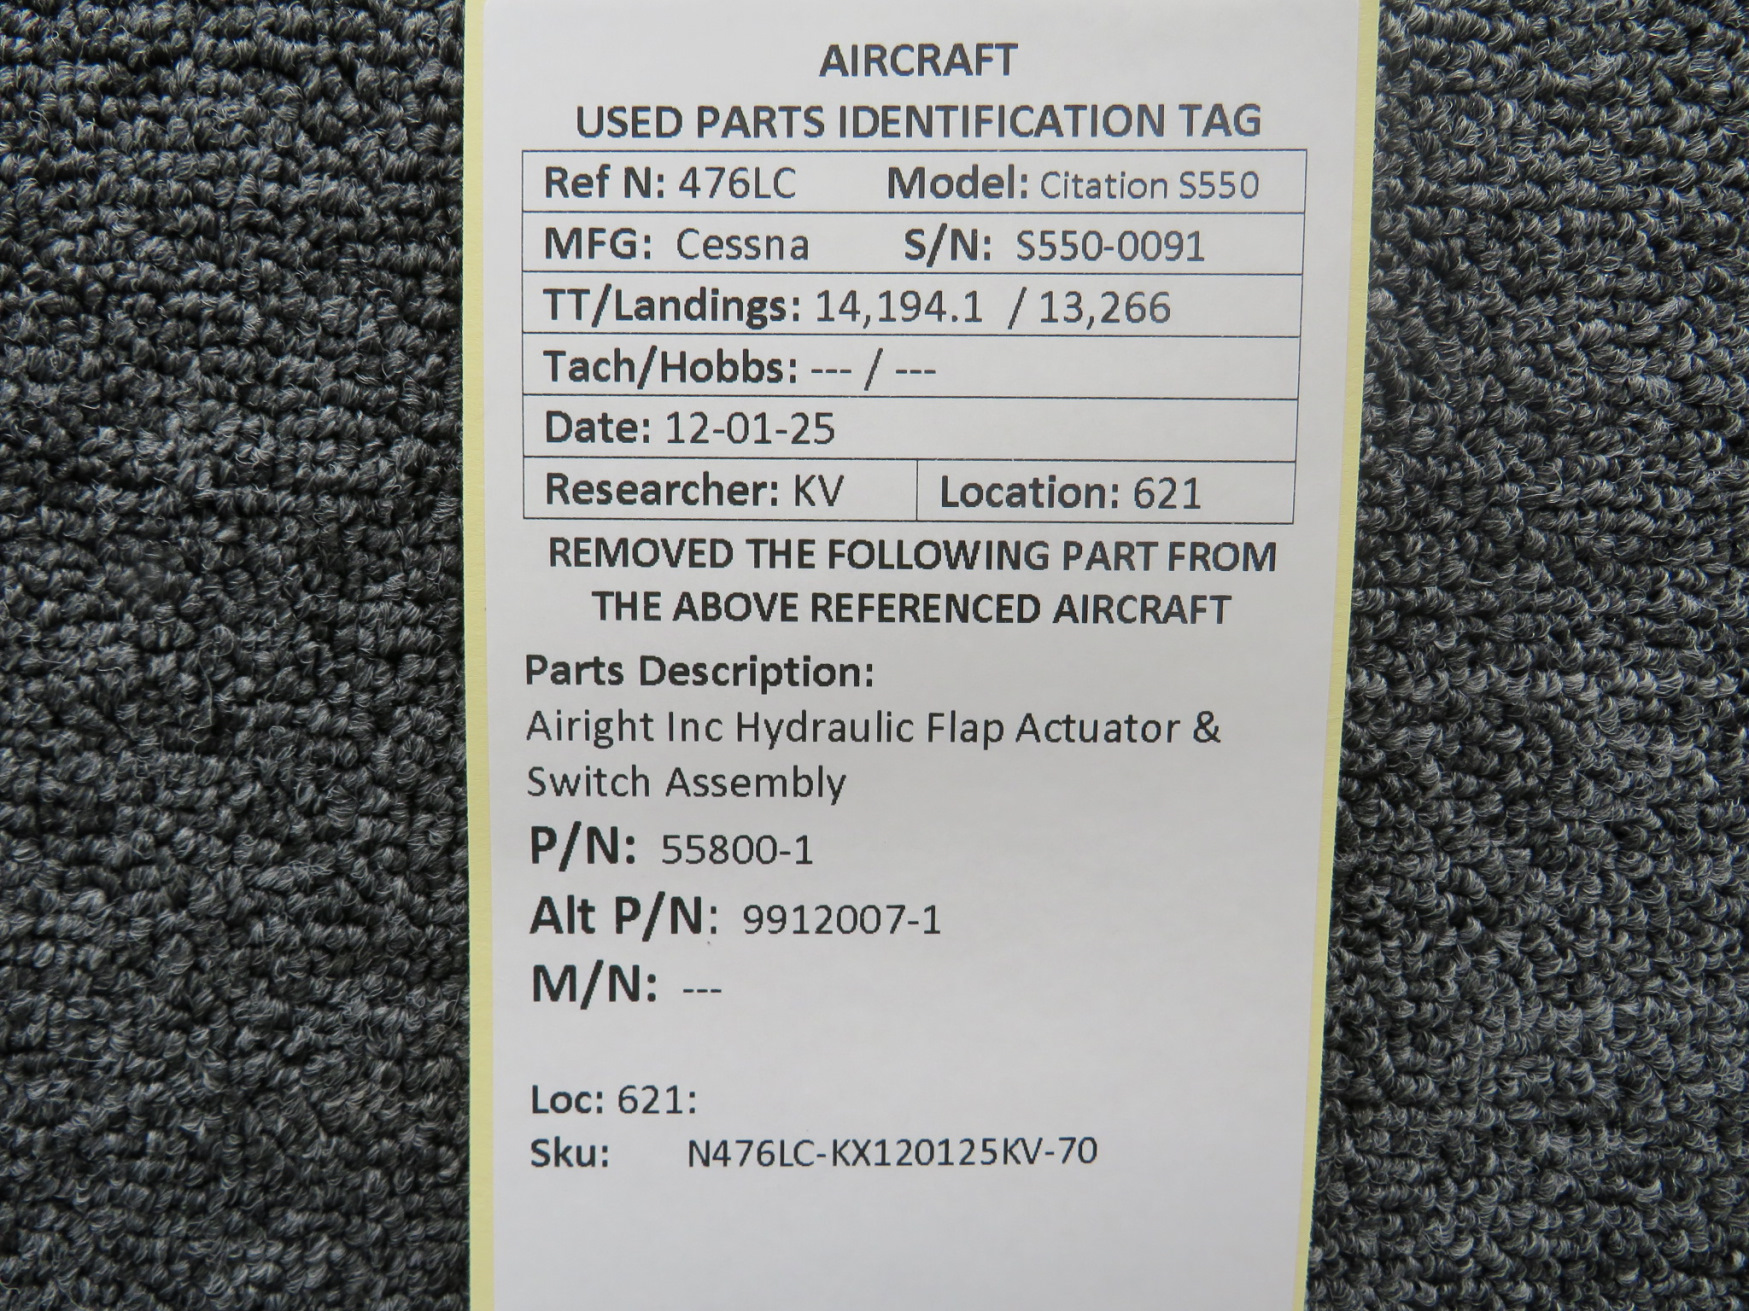 AIRCRAFT
USED PARTS IDENTIFICATION TAG
Ref N: 476LC Model: Citation S550
MFG: Cessna S/N: S550-0091
TT/Landings: 14,194.1 / 13,266
Tach/Hobbs: --- / ---
Date: 12-01-25
Researcher: KV Location: 621
REMOVED THE FOLLOWING PART FROM
THE ABOVE REFERENCED AIRCRAFT
Parts Description:
Airight Inc Hydraulic Flap Actuator &
Switch Assembly
P/N: 55800-1
Alt P/N: 9912007-1
M/N: ---
Loc: 621:
Sku: N476LC-KX120125KV-70